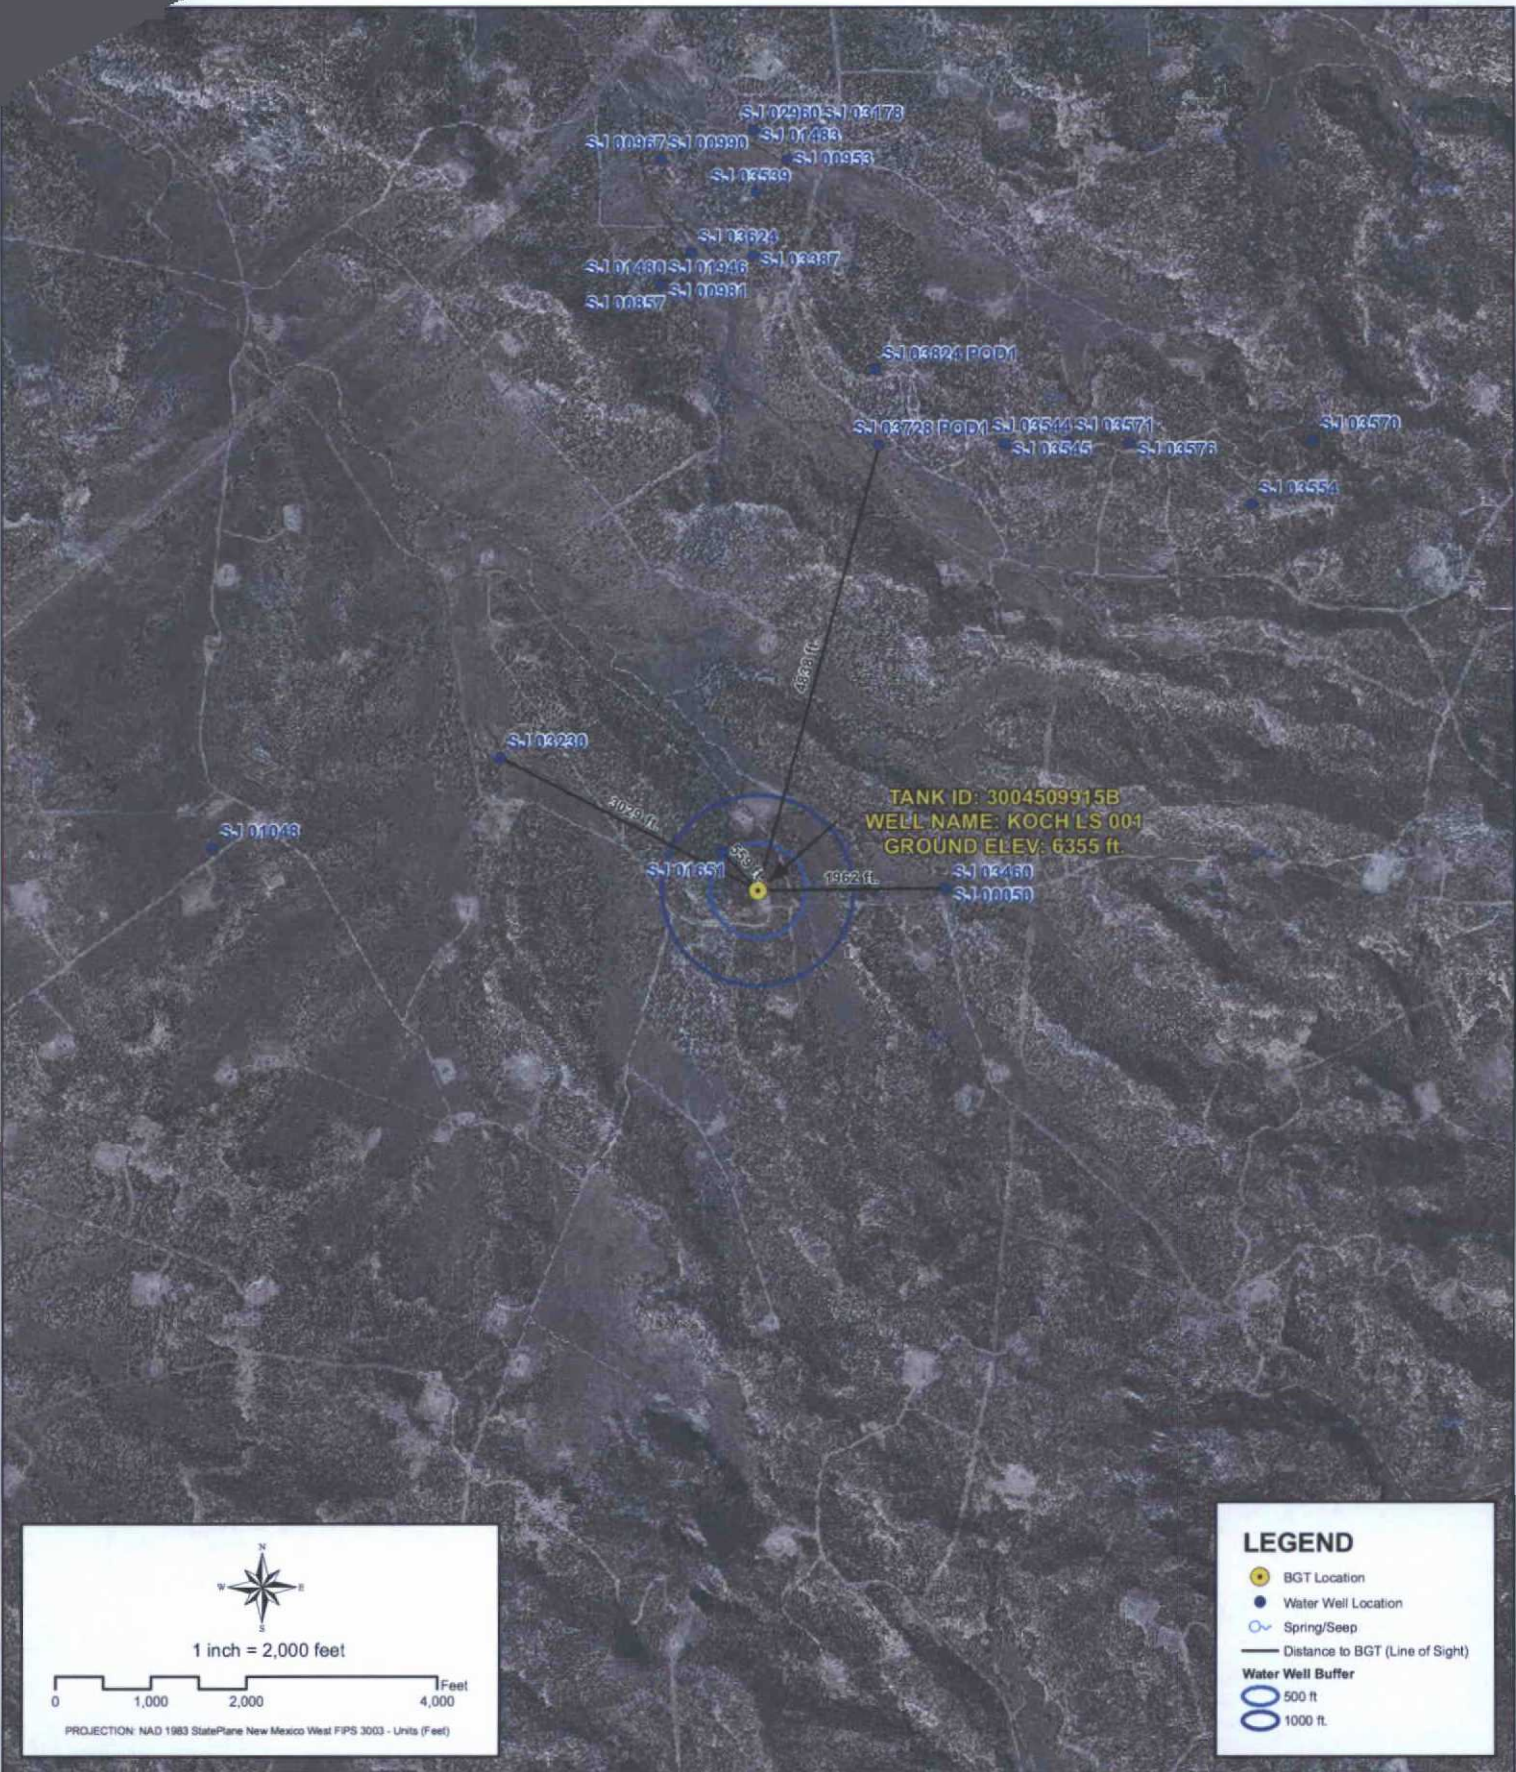 SJ 02960 SJ 03178
SJ 01483
SJ 00967 SJ 00990
SJ 00953
SJ 03539
SJ 03624
SJ 03387
SJ 01480 SJ 01946
SJ 00981
SJ 00857
SJ 03824 POD1
SJ 03728 POD1 SJ 03544 SJ 03571
SJ 03545
SJ 03576
SJ 03570
SJ 03554
4838 ft.
SJ 03230
3029 ft.
SJ 01048
TANK ID: 3004509915B
WELL NAME: KOCH LS 001
GROUND ELEV: 6355 ft.
SJ 01651
1962 ft.
SJ 03460
SJ 00050
N
W
E
S
1 inch = 2,000 feet
Feet
0 1,000 2,000 4,000
PROJECTION: NAD 1983 StatePlane New Mexico West FIPS 3003 - Units (Feet)
LEGEND
BGT Location
Water Well Location
Spring/Seep
Distance to BGT (Line of Sight)
Water Well Buffer
500 ft
1000 ft.